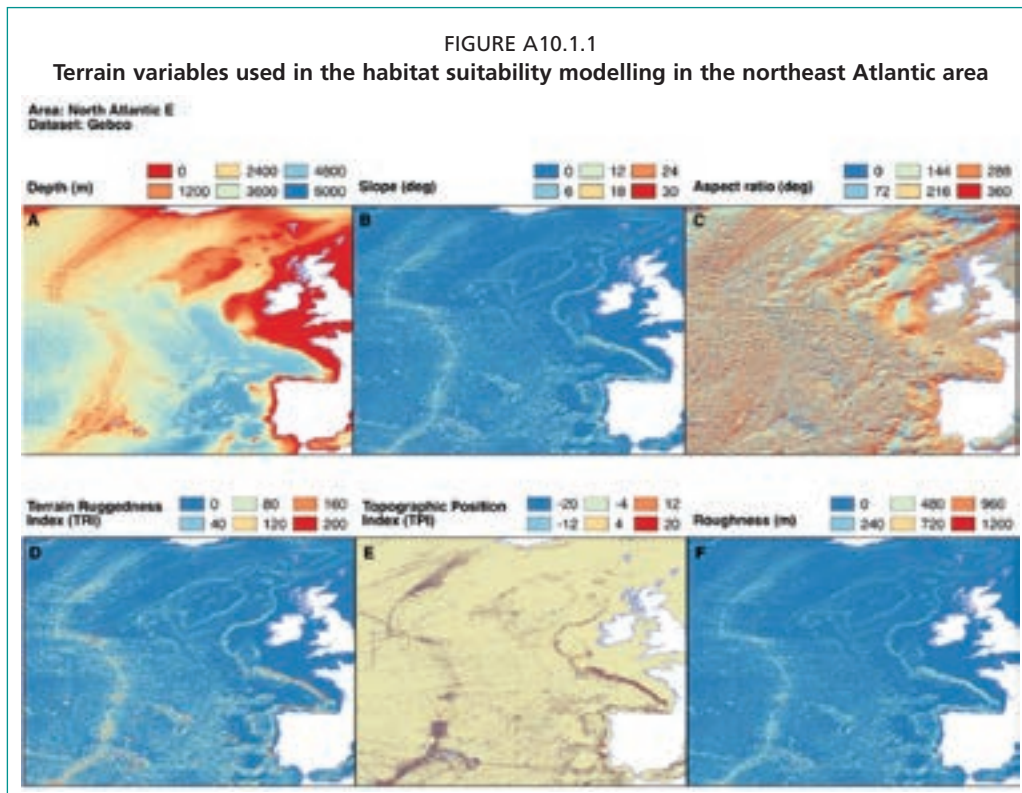 FIGURE A10.1.1
Terrain variables used in the habitat suitability modelling in the northeast Atlantic area
Area: North Atlantic E
Dataset: Gebco
Depth (m) 0 2400 4800
1200 3600 6000
Slope (deg) 0 12 24
6 18 30
Aspect ratio (deg) 0 144 288
72 216 360
A B C
Terrain Ruggedness 0 80 160
Index (TRI) 40 120 200
Topographic Position -20 -4 12
Index (TPI) -12 4 20
Roughness (m) 0 480 960
240 720 1200
D E F